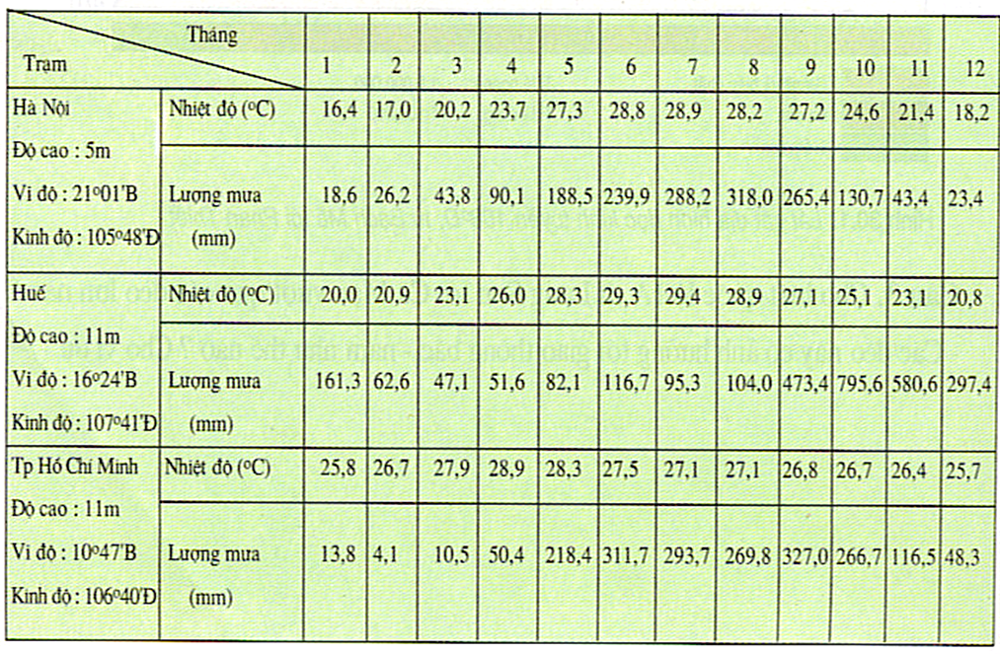 Tháng
Trạm
1 2 3 4 5 6 7 8 9 10 11 12
Hà Nội
Độ cao : 5m
Vĩ độ : 21º01'B
Kinh độ : 105º48'Đ
Nhiệt độ (ºC) 16,4 17,0 20,2 23,7 27,3 28,8 28,9 28,2 27,2 24,6 21,4 18,2
Lượng mưa (mm) 18,6 26,2 43,8 90,1 188,5 239,9 288,2 318,0 265,4 130,7 43,4 23,4
Huế
Độ cao : 11m
Vĩ độ : 16º24'B
Kinh độ : 107º41'Đ
Nhiệt độ (ºC) 20,0 20,9 23,1 26,0 28,3 29,3 29,4 28,9 27,1 25,1 23,1 20,8
Lượng mưa (mm) 161,3 62,6 47,1 51,6 82,1 116,7 95,3 104,0 473,4 795,6 580,6 297,4
Tp Hồ Chí Minh
Độ cao : 11m
Vĩ độ : 10º47'B
Kinh độ : 106º40'Đ
Nhiệt độ (ºC) 25,8 26,7 27,9 28,9 28,3 27,5 27,1 27,1 26,8 26,7 26,4 25,7
Lượng mưa (mm) 13,8 4,1 10,5 50,4 218,4 311,7 293,7 269,8 327,0 266,7 116,5 48,3